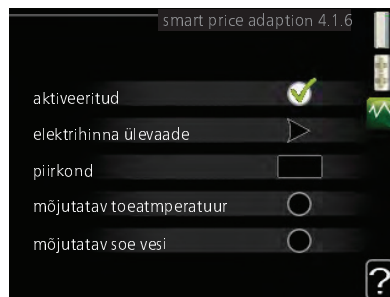 smart price adaption 4.1.6
aktiveeritud
elektrihinna ülevaade
piirkond
mõjutatav toeatmperatuur
mõjutatav soe vesi
?